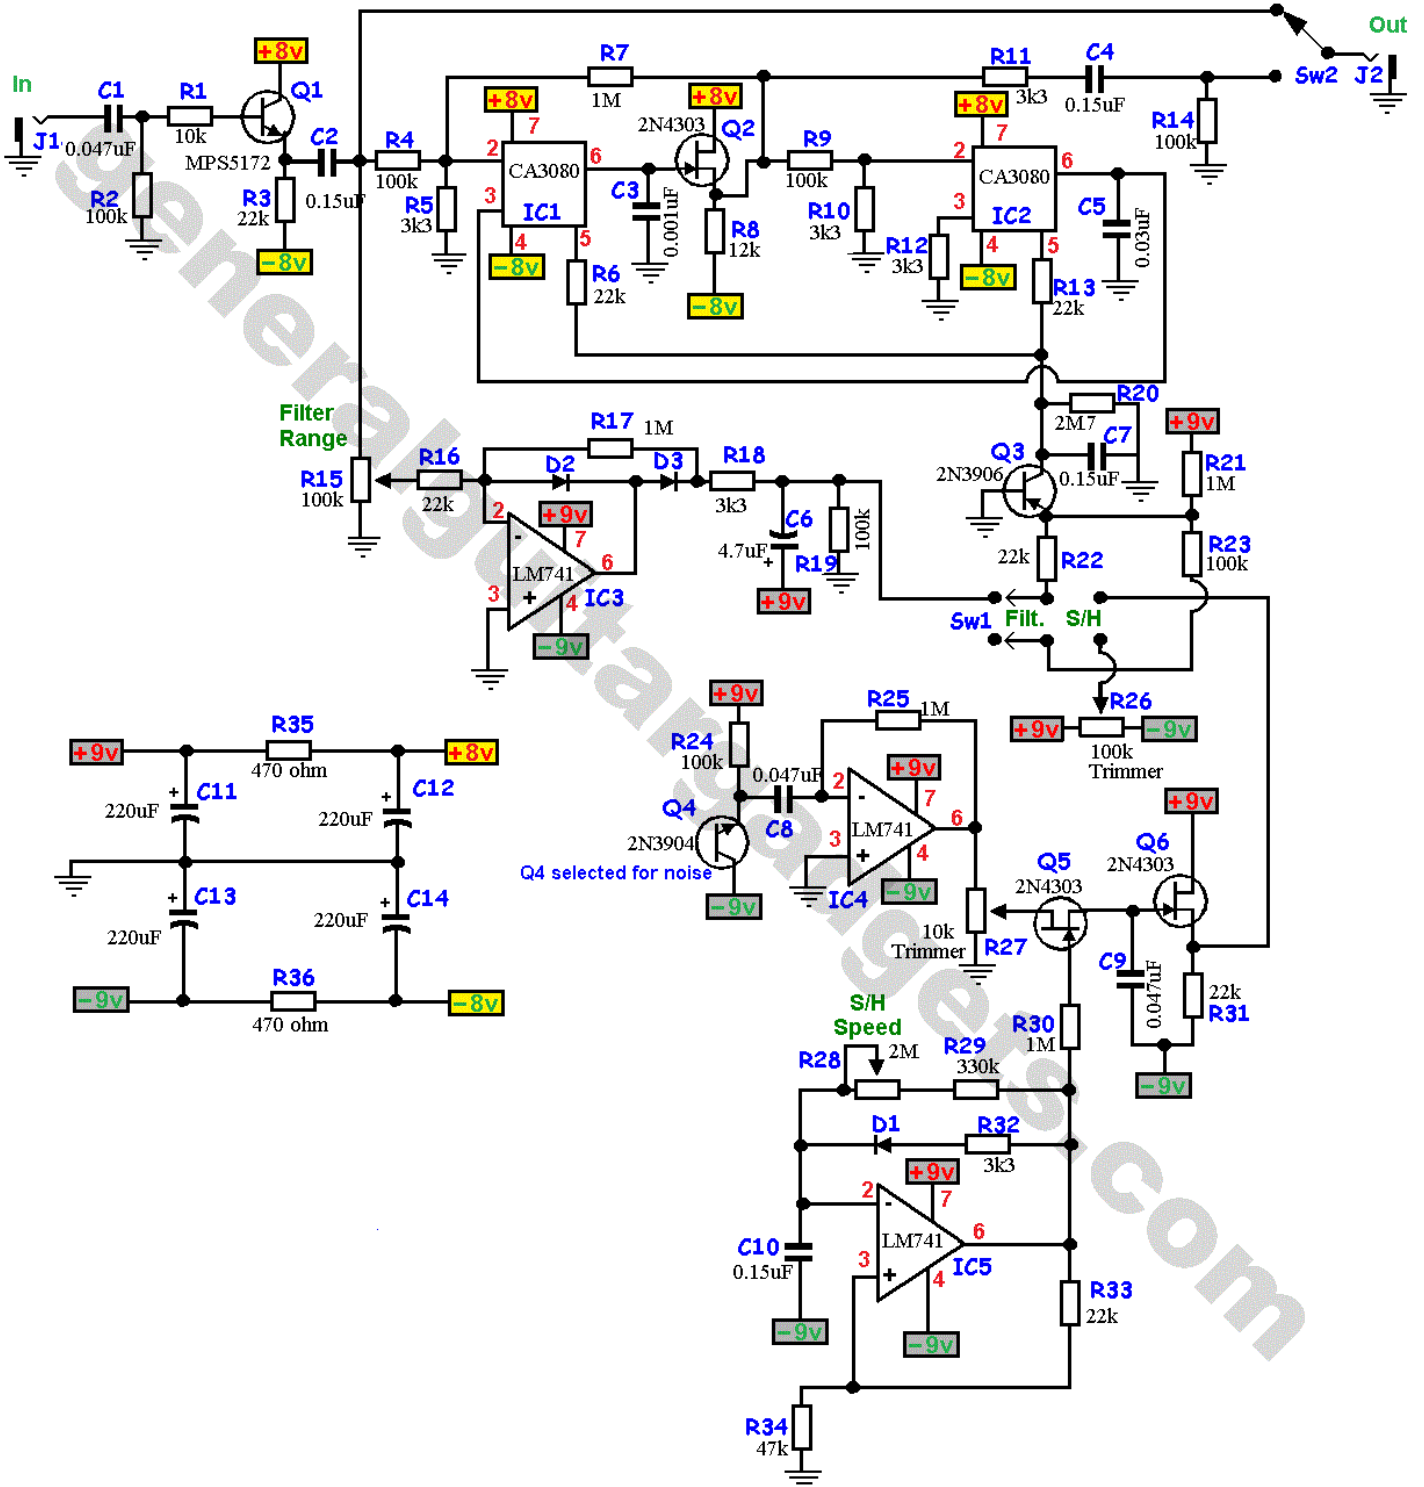 +8v
R7
R11
C4
Out
In
C1
R1
Q1
1M
+8v
+8v
+8v
3k3
0.15uF
Sw2
J2
J1
0.047uF
10k
MPS5172
C2
R4
2N4303
Q2
R14
100k
7
7
2
CA3080
6
R9
2
CA3080
6
R2
100k
R3
22k
0.15uF
100k
R5
3k3
3
IC1
C3
0.001uF
100k
R10
3k3
3
IC2
C5
0.03uF
-8v
4
-8v
5
R6
22k
R8
12k
-8v
R12
3k3
4
-8v
5
R13
22k
Filter
Range
R15
100k
R16
22k
R17
1M
D2
D3
R18
3k3
C6
4.7uF
+
+9v
R19
100k
R20
2M7
C7
0.15uF
Q3
2N3906
+9v
R21
1M
2
-
+9v
7
LM741
6
3
+
4
IC3
-9v
22k
R22
R23
100k
Sw1
Filt.
S/H
R26
+9v
-9v
100k
Trimmer
+9v
R35
+8v
470 ohm
+
C11
220uF
+
C12
220uF
+
C13
220uF
+
C14
220uF
-9v
R36
-8v
470 ohm
+9v
R24
100k
0.047uF
C8
R25
1M
Q4
2N3904
Q4 selected for noise
-9v
2
-
+9v
7
LM741
6
3
+
4
IC4
-9v
10k
Trimmer
R27
Q5
2N4303
+9v
Q6
2N4303
C9
0.047uF
22k
R31
-9v
S/H
Speed
R28
2M
R29
330k
R30
1M
D1
R32
3k3
+9v
2
-
7
LM741
6
3
+
4
IC5
-9v
C10
0.15uF
-9v
R33
22k
R34
47k
generalguitargadgets.com